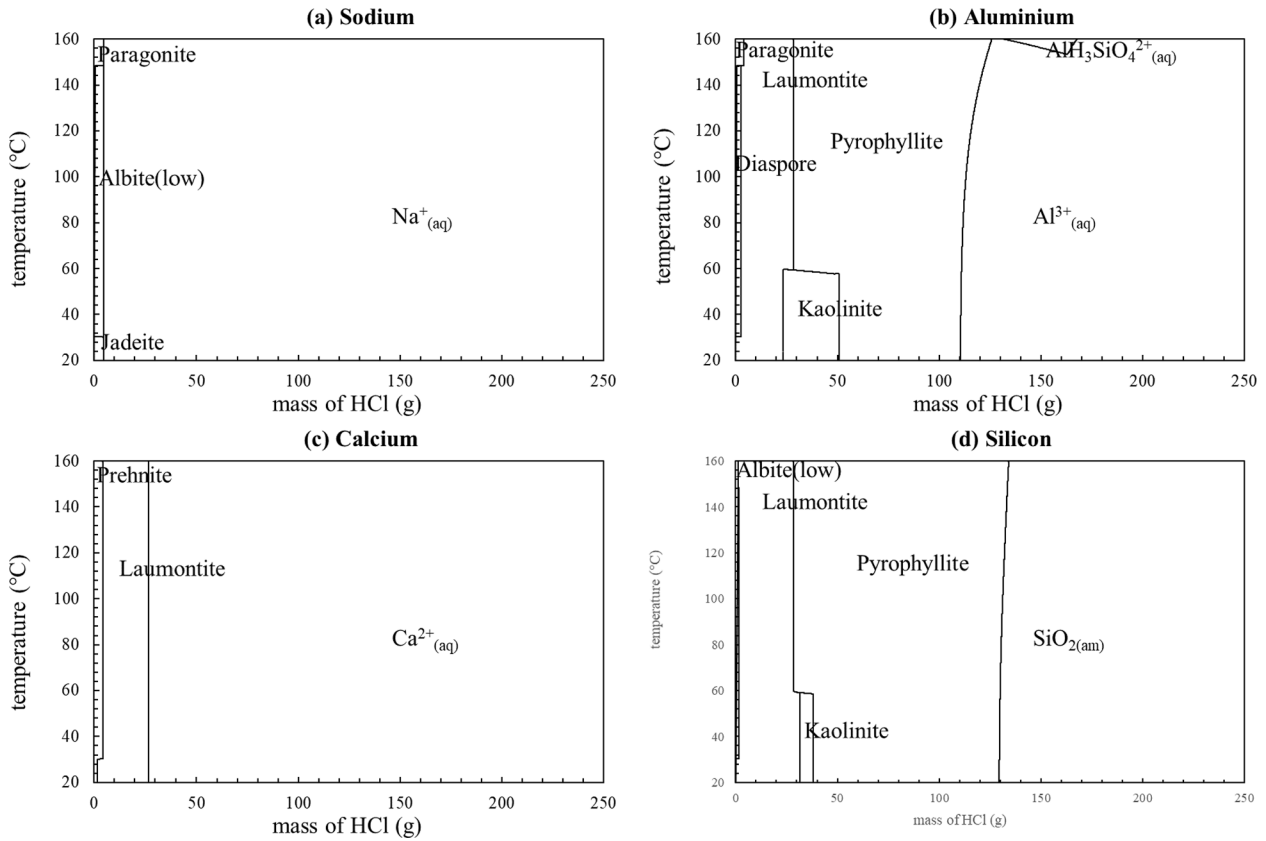 (a) Sodium
160
140
120
100
80
60
40
20
temperature (°C)
Paragonite
Albite(low)
Na⁺(aq)
Jadeite
0 50 100 150 200 250
mass of HCl (g)
(b) Aluminium
160
140
120
100
80
60
40
20
temperature (°C)
Paragonite
AlH₃SiO₄²⁺(aq)
Laumontite
Pyrophyllite
Diaspore
Al³⁺(aq)
Kaolinite
0 50 100 150 200 250
mass of HCl (g)
(c) Calcium
160
140
120
100
80
60
40
20
temperature (°C)
Prehnite
Laumontite
Ca²⁺(aq)
0 50 100 150 200 250
mass of HCl (g)
(d) Silicon
160
140
120
100
80
60
40
20
temperature (°C)
Albite(low)
Laumontite
Pyrophyllite
SiO₂(am)
Kaolinite
0 50 100 150 200 250
mass of HCl (g)